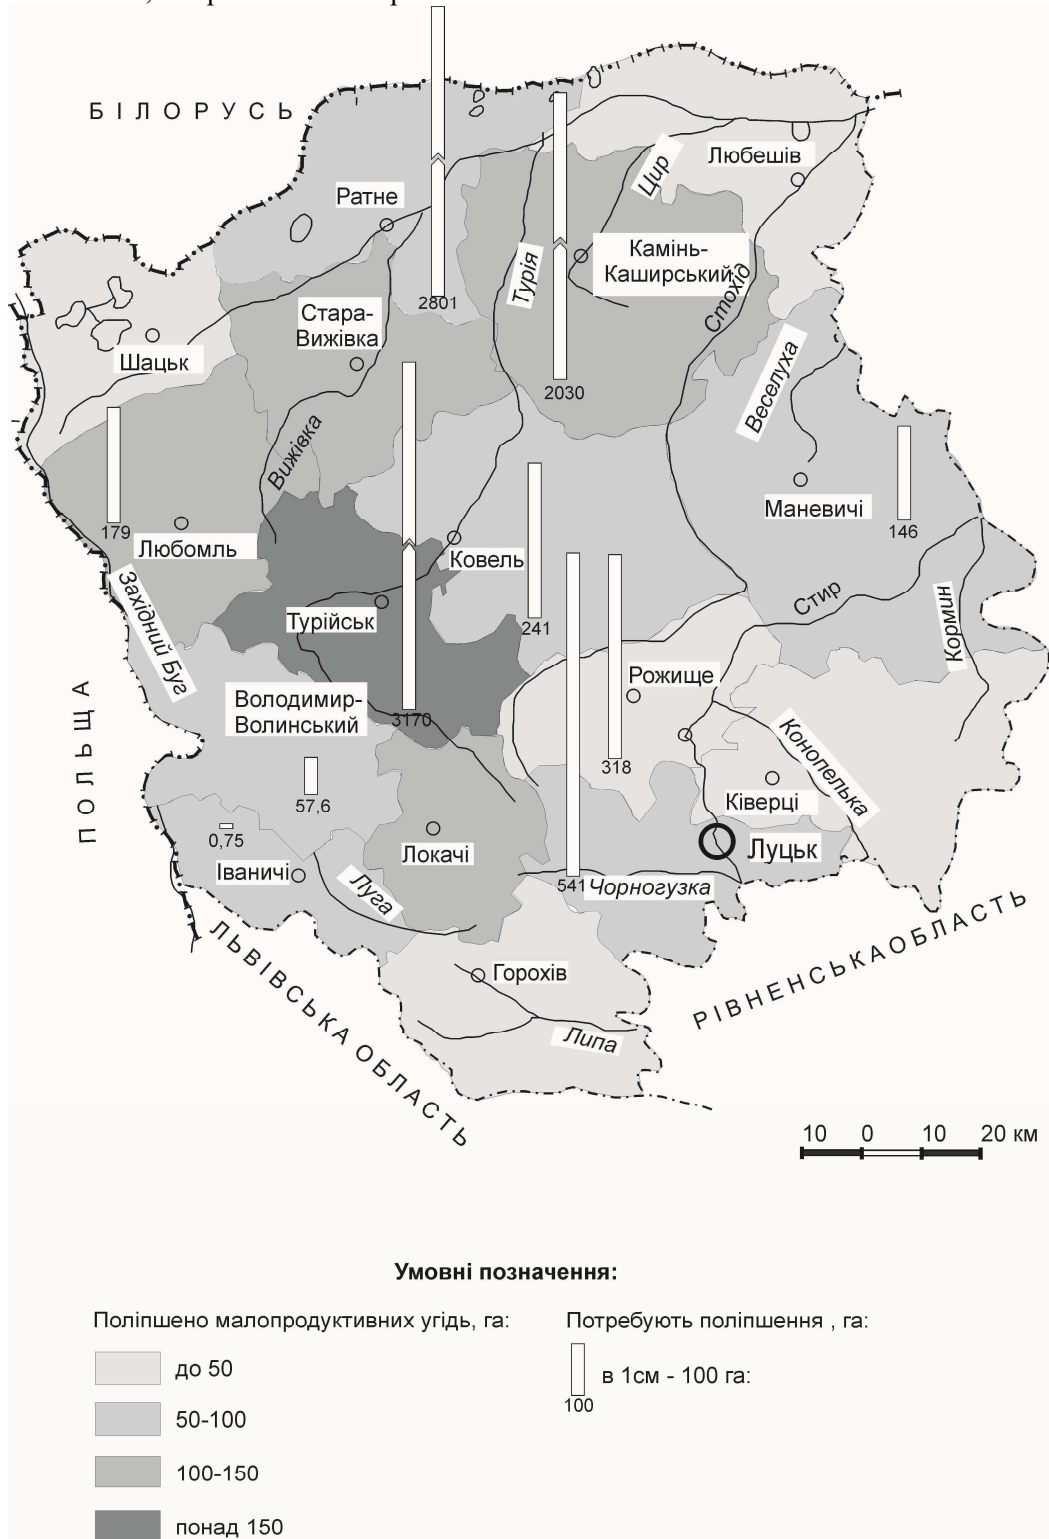 БІЛОРУСЬ
Любешів
Цир
Ратне
Камінь-
Каширський
Турія
Стохід
2801
Стара-
Вижівка
Шацьк
2030
Веселуха
Вижівка
Маневичі
179
146
Любомль
Ковель
Західний Буг
Стир
Турійськ
241
Кормин
Рожище
ПОЛЬЩА
Володимир-
Волинський
3170
Конопелька
318
57,6
Ківерці
0,75
Локачі
Луцьк
Іваничі
541
Чорногузка
Луга
ЛЬВІВСЬКА ОБЛАСТЬ
РІВНЕНСЬКА ОБЛАСТЬ
Горохів
Липа
10 0 10 20 км
Умовні позначення:
Поліпшено малопродуктивних угідь, га:
Потребують поліпшення , га:
до 50
в 1см - 100 га:
100
50-100
100-150
понад 150